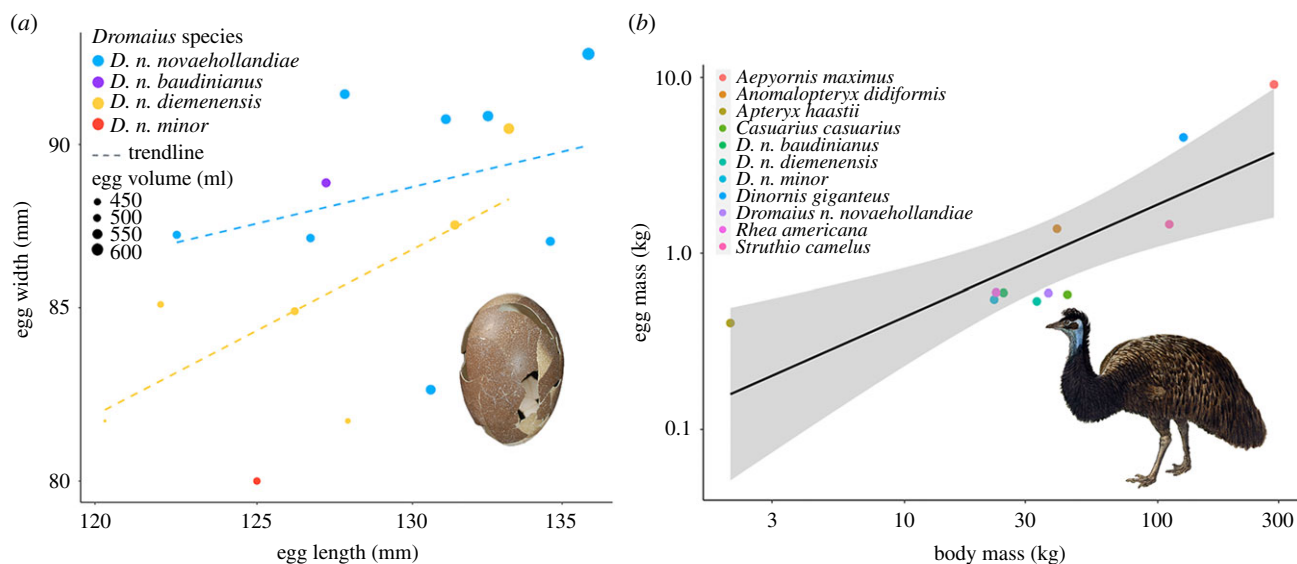 (a)
Dromaius species
D. n. novaehollandiae
D. n. baudinianus
D. n. diemenensis
D. n. minor
trendline
egg volume (ml)
450
500
550
600
90
85
80
egg width (mm)
120
125
130
135
egg length (mm)
(b)
Aepyornis maximus
Anomalopteryx didiformis
Apteryx haastii
Casuarius casuarius
D. n. baudinianus
D. n. diemenensis
D. n. minor
Dinornis giganteus
Dromaius n. novaehollandiae
Rhea americana
Struthio camelus
10.0
1.0
0.1
egg mass (kg)
3
10
30
100
300
body mass (kg)